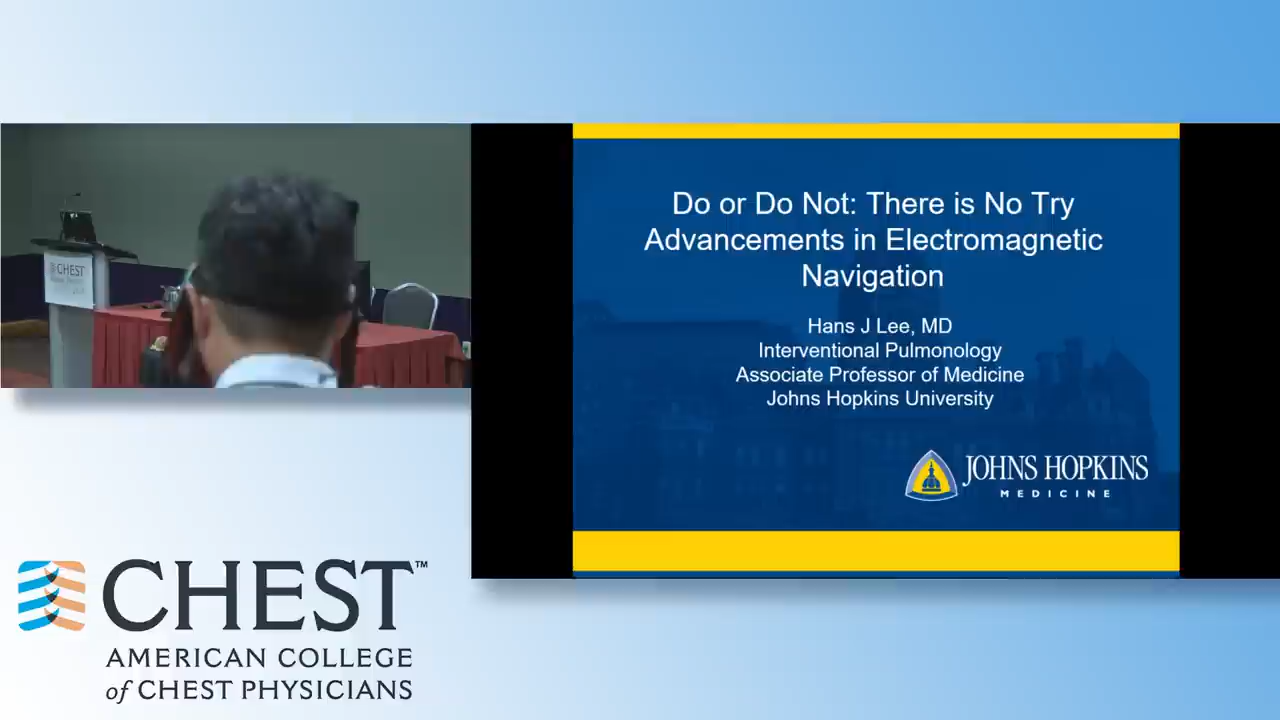 CHEST
Do or Do Not: There is No Try
Advancements in Electromagnetic
Navigation
Hans J Lee, MD
Interventional Pulmonology
Associate Professor of Medicine
Johns Hopkins University
JOHNS HOPKINS
MEDICINE
CHEST™
AMERICAN COLLEGE
of CHEST PHYSICIANS